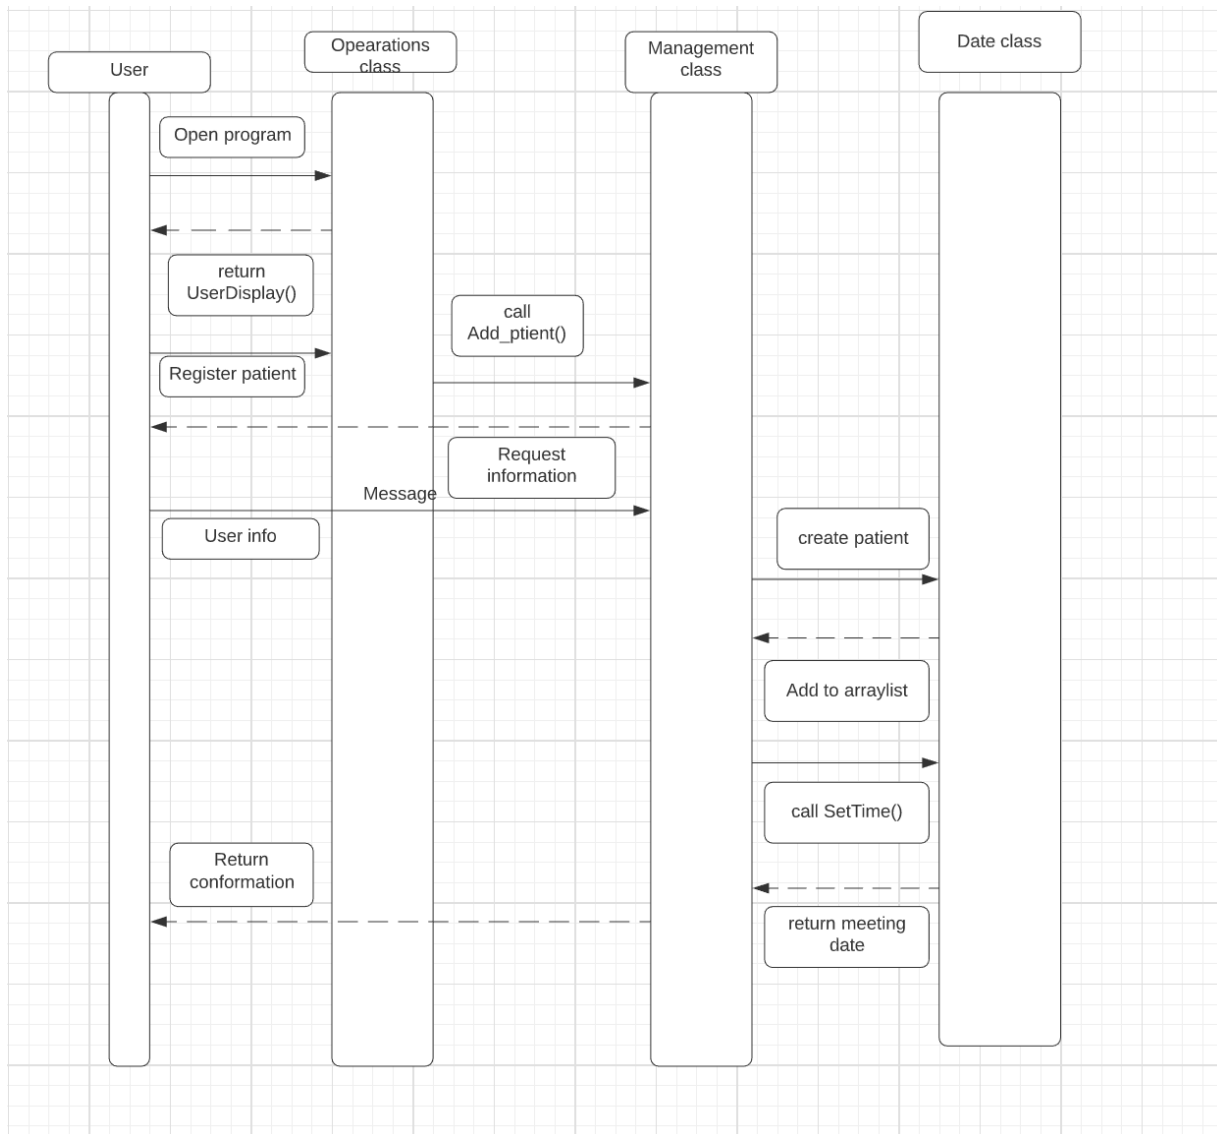 User
Opearations
class
Management
class
Date class
Open program
return
UserDisplay()
call
Add_ptient()
Register patient
Request
information
Message
User info
create patient
Add to arraylist
call SetTime()
Return
conformation
return meeting
date